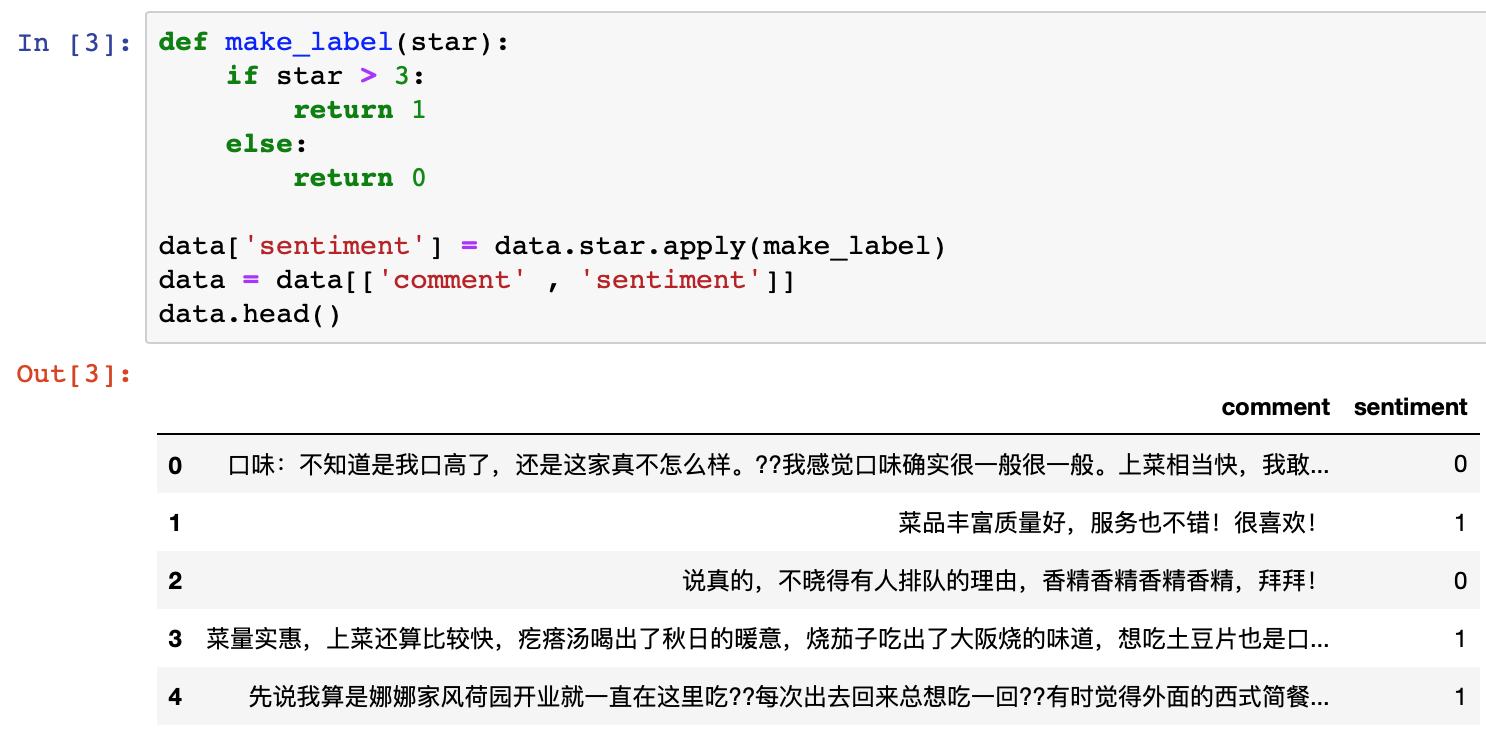 In [3]: def make_label(star):
if star > 3:
return 1
else:
return 0
data['sentiment'] = data.star.apply(make_label)
data = data[['comment' , 'sentiment']]
data.head()
Out[3]:
comment sentiment
0 口味：不知道是我口高了，还是这家真不怎么样。??我感觉口味确实很一般很一般。上菜相当快，我敢... 0
1 菜品丰富质量好，服务也不错！很喜欢！ 1
2 说真的，不晓得有人排队的理由，香精香精香精香精，拜拜！ 0
3 菜量实惠，上菜还算比较快，疙瘩汤喝出了秋日的暖意，烧茄子吃出了大阪烧的味道，想吃土豆片也是口... 1
4 先说我算是娜娜家风荷园开业就一直在这里吃??每次出去回来总想吃一回??有时觉得外面的西式简餐... 1